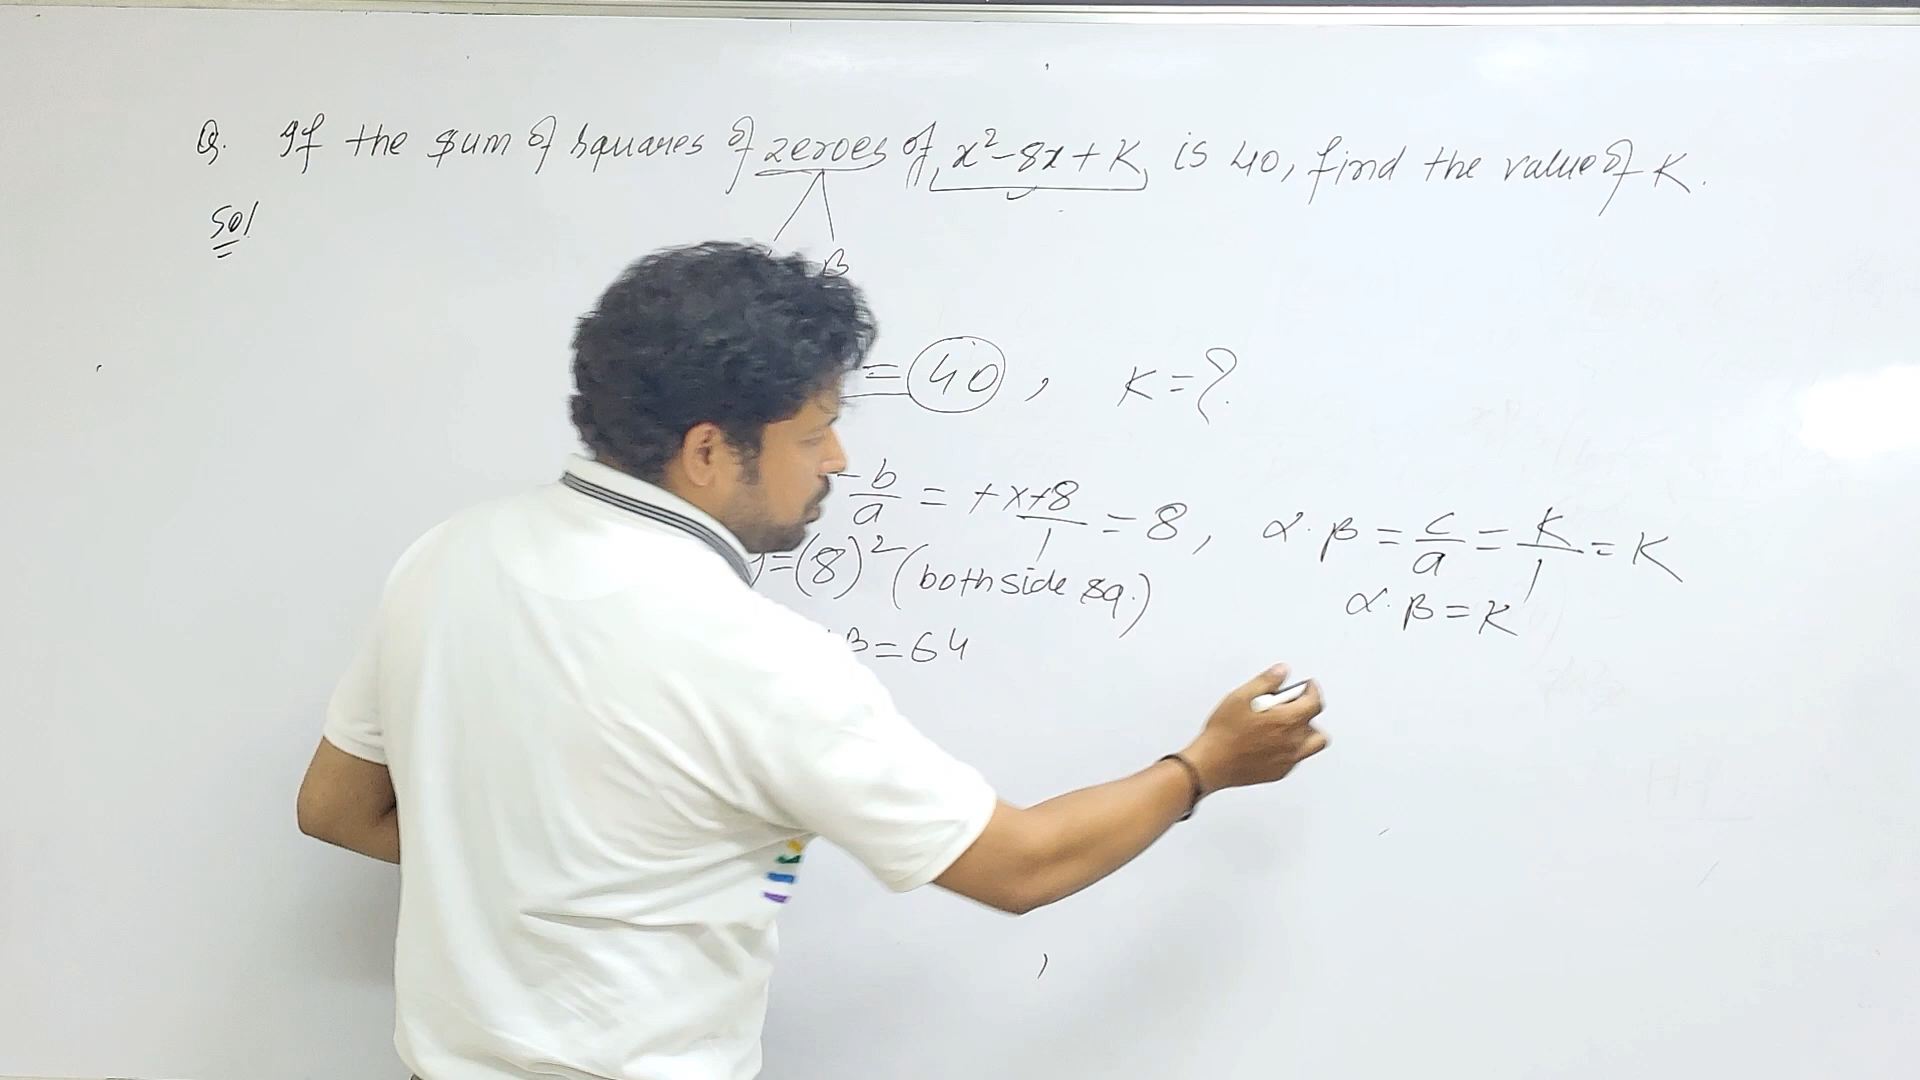 Q. If the sum of squares of zeroes of x²-8x+K is 40, find the value of K.
Sol
β
= 40, K=?
-b/a = +x+8/1 = 8, α·β = c/a = K/1 = K
=(8)² (both side sq.)
α·β=K
β=64